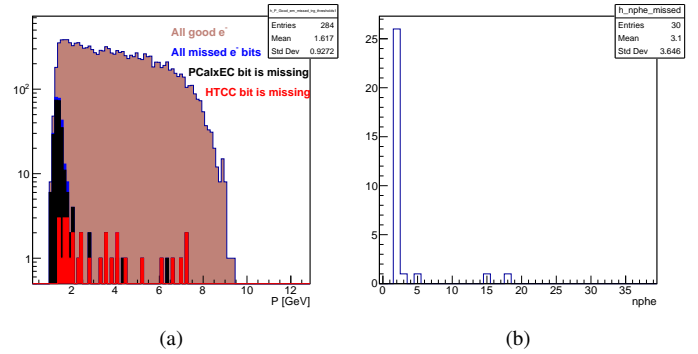 h_P_Good_em_missed_trg_thresholds1
Entries 284
Mean 1.617
Std Dev 0.9272
All good e-
All missed e- bits
PCalxEC bit is missing
HTCC bit is missing
10²
10
1
2 4 6 8 10 12
P [GeV]
(a)
h_nphe_missed
Entries 30
Mean 3.1
Std Dev 3.646
25
20
15
10
5
0
0 5 10 15 20 25 30 35
nphe
(b)